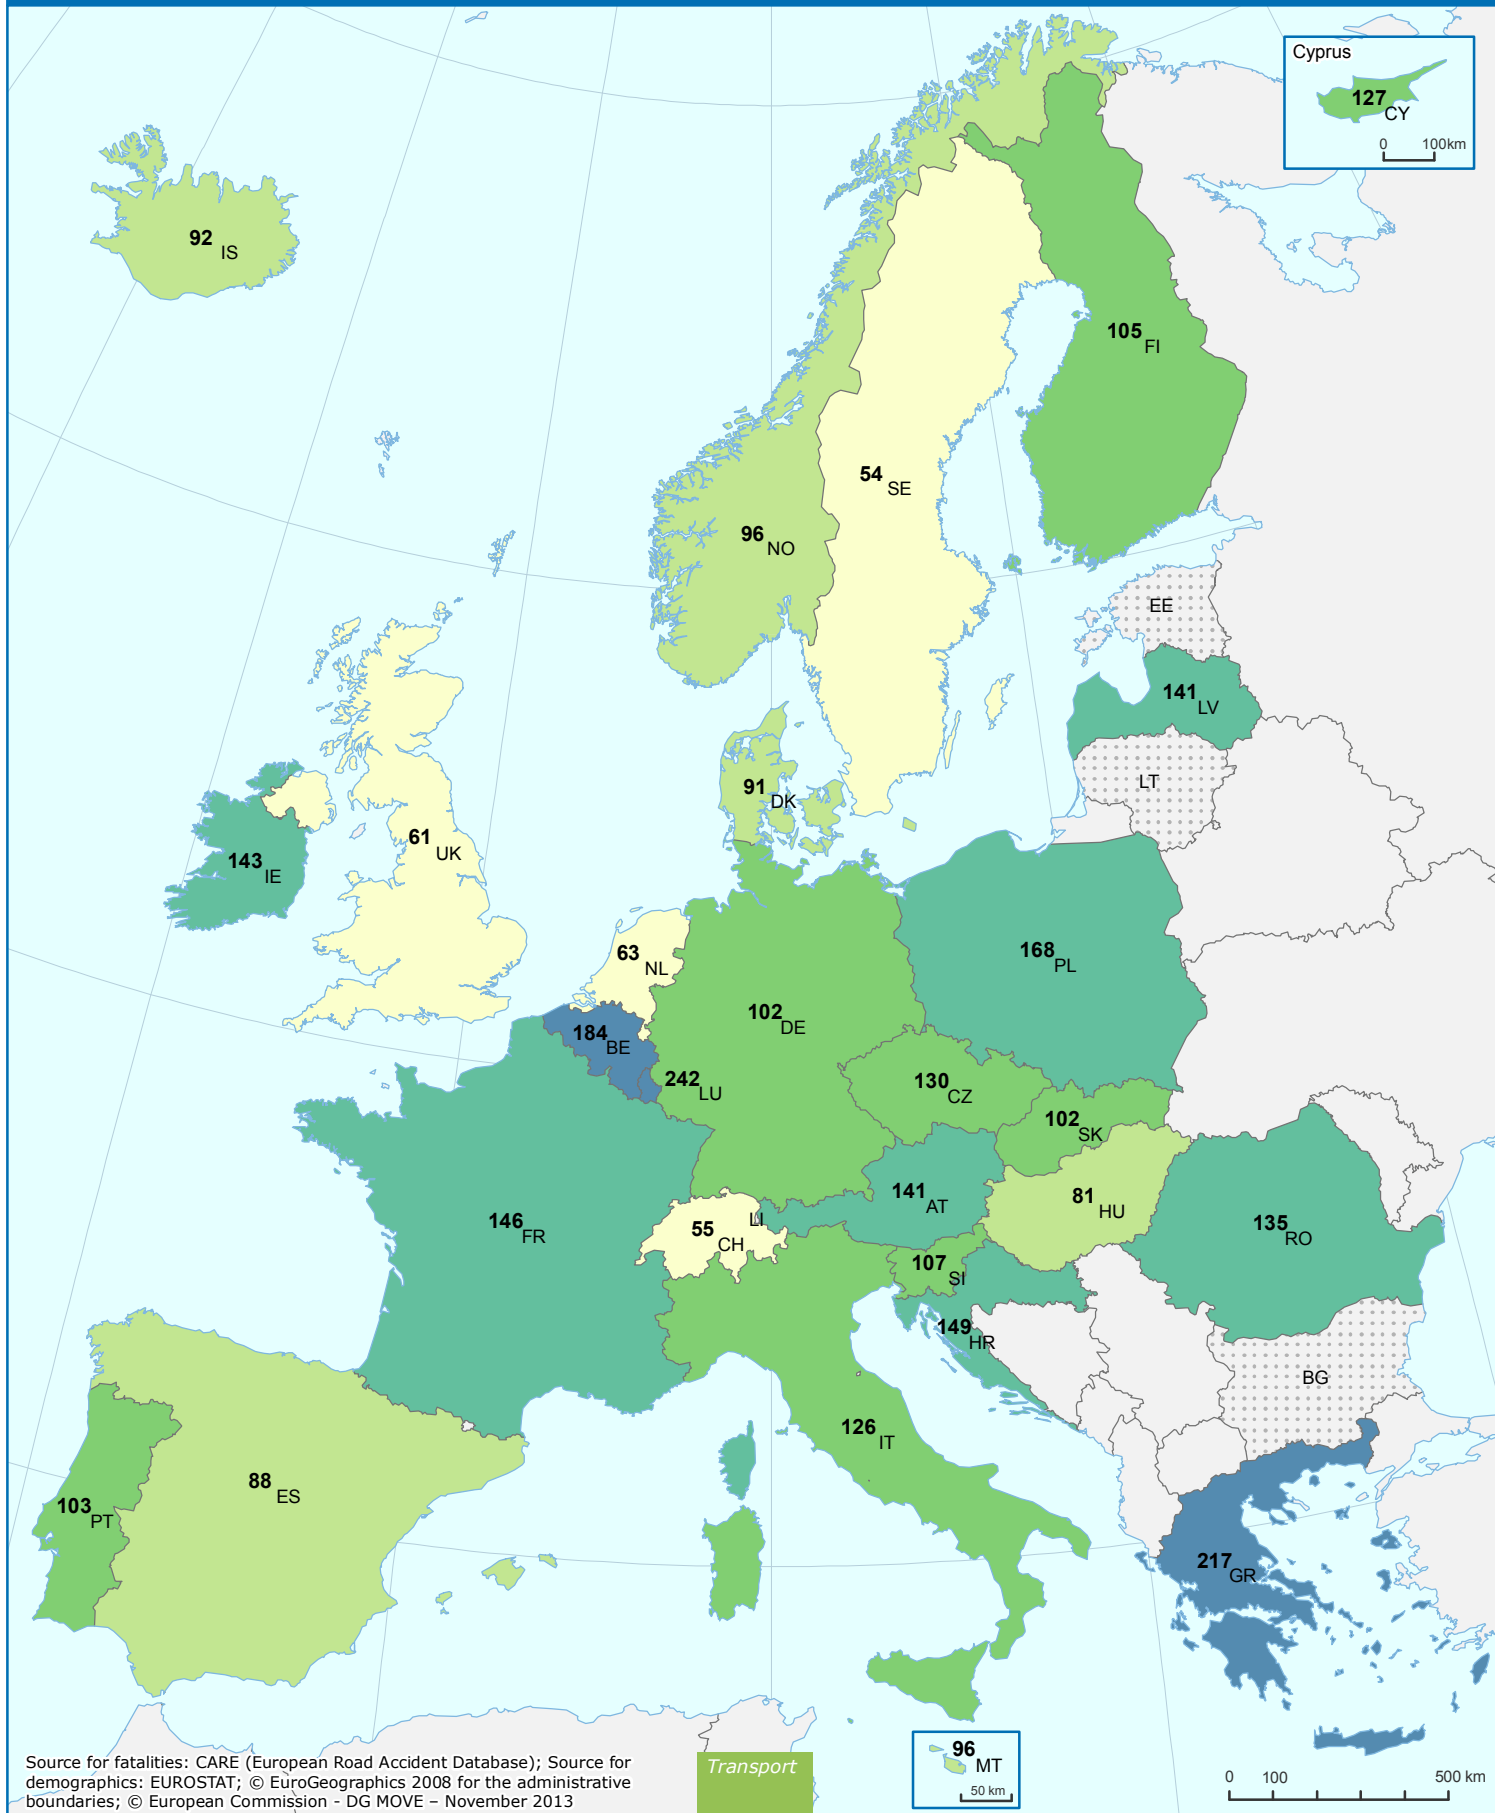 Cyprus
127
CY
0 100km
92
IS
105
FI
54
SE
96
NO
EE
141
LV
LT
91
DK
61
UK
143
IE
63
NL
168
PL
102
DE
184
BE
242
LU
130
CZ
102
SK
141
AT
81
HU
135
RO
146
FR
55
CH
LI
107
SI
149
HR
BG
126
IT
88
ES
103
PT
217
GR
96
MT
50 km
Source for fatalities: CARE (European Road Accident Database); Source for
demographics: EUROSTAT; © EuroGeographics 2008 for the administrative
boundaries; © European Commission - DG MOVE – November 2013
Transport
0 100 500 km